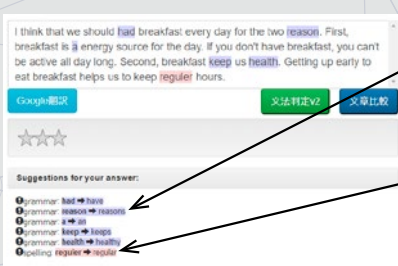 I think that we should had breakfast every day for the two reason. First,
breakfast is a energy source for the day. If you don't have breakfast, you can't
be active all day long. Second, breakfast keep us health. Getting up early to
eat breakfast helps us to keep reguler hours.
Google翻訳 文法判定v2 文章比較
Suggestions for your answer:
grammar: had ➔ have
grammar: reason ➔ reasons
grammar: a ➔ an
grammar: keep ➔ keeps
grammar: health ➔ healthy
spelling: reguler ➔ regular